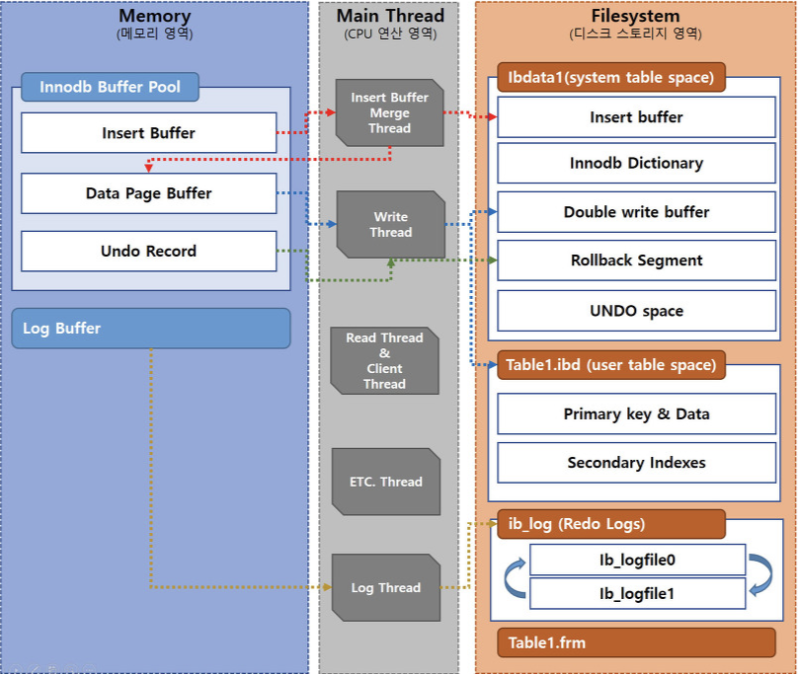 Memory
(메모리 영역)
Innodb Buffer Pool
Insert Buffer
Data Page Buffer
Undo Record
Log Buffer
Main Thread
(CPU 연산 영역)
Insert Buffer
Merge
Thread
Write
Thread
Read Thread
&
Client
Thread
ETC. Thread
Log Thread
Filesystem
(디스크 스토리지 영역)
Ibdata1(system table space)
Insert buffer
Innodb Dictionary
Double write buffer
Rollback Segment
UNDO space
Table1.ibd (user table space)
Primary key & Data
Secondary Indexes
ib_log (Redo Logs)
Ib_logfile0
Ib_logfile1
Table1.frm